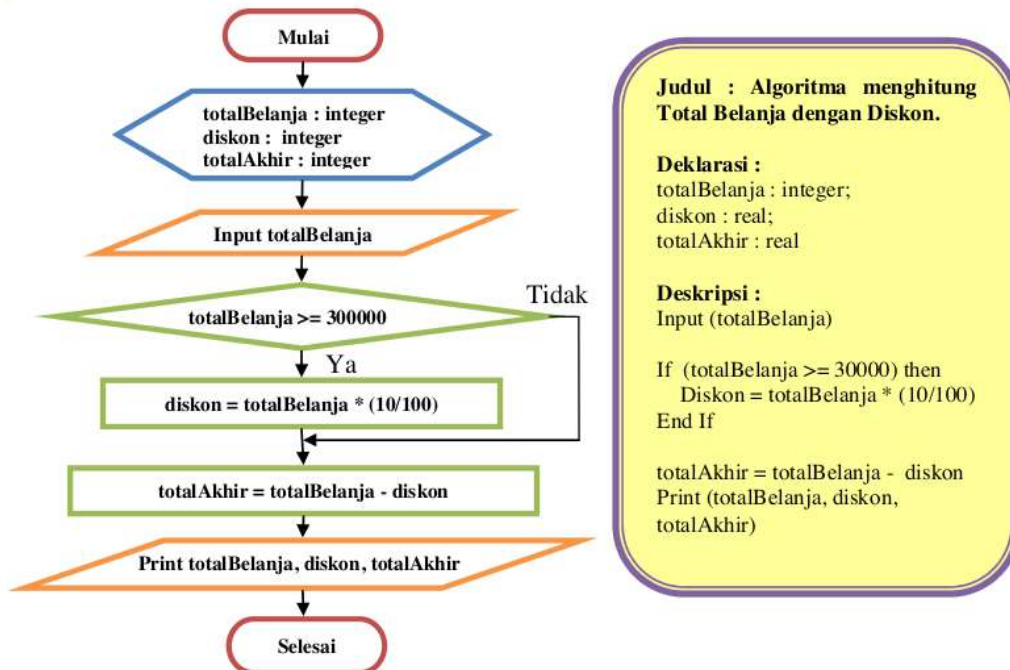 Mulai
totalBelanja : integer
diskon :  integer
totalAkhir : integer
Input totalBelanja
totalBelanja >= 300000
Tidak
Ya
diskon = totalBelanja * (10/100)
totalAkhir = totalBelanja - diskon
Print totalBelanja, diskon, totalAkhir
Selesai
Judul : Algoritma menghitung
Total Belanja dengan Diskon.
Deklarasi :
totalBelanja : integer;
diskon : real;
totalAkhir : real
Deskripsi :
Input (totalBelanja)
If  (totalBelanja >= 30000) then
Diskon = totalBelanja * (10/100)
End If
totalAkhir = totalBelanja -  diskon
Print (totalBelanja, diskon,
totalAkhir)